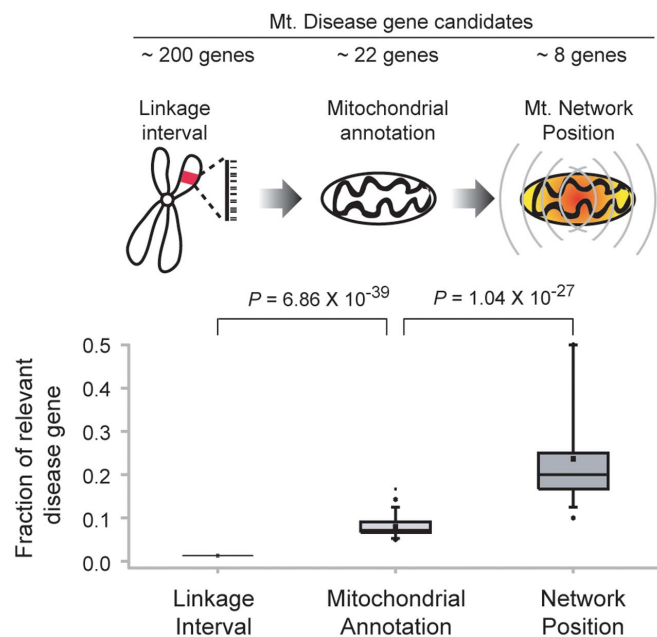 Mt. Disease gene candidates
~ 200 genes ~ 22 genes ~ 8 genes
Linkage interval
Mitochondrial annotation
Mt. Network Position
P = 6.86 X 10-39
P = 1.04 X 10-27
Fraction of relevant
disease gene
0.5
0.4
0.3
0.2
0.1
0.0
Linkage
Interval
Mitochondrial
Annotation
Network
Position